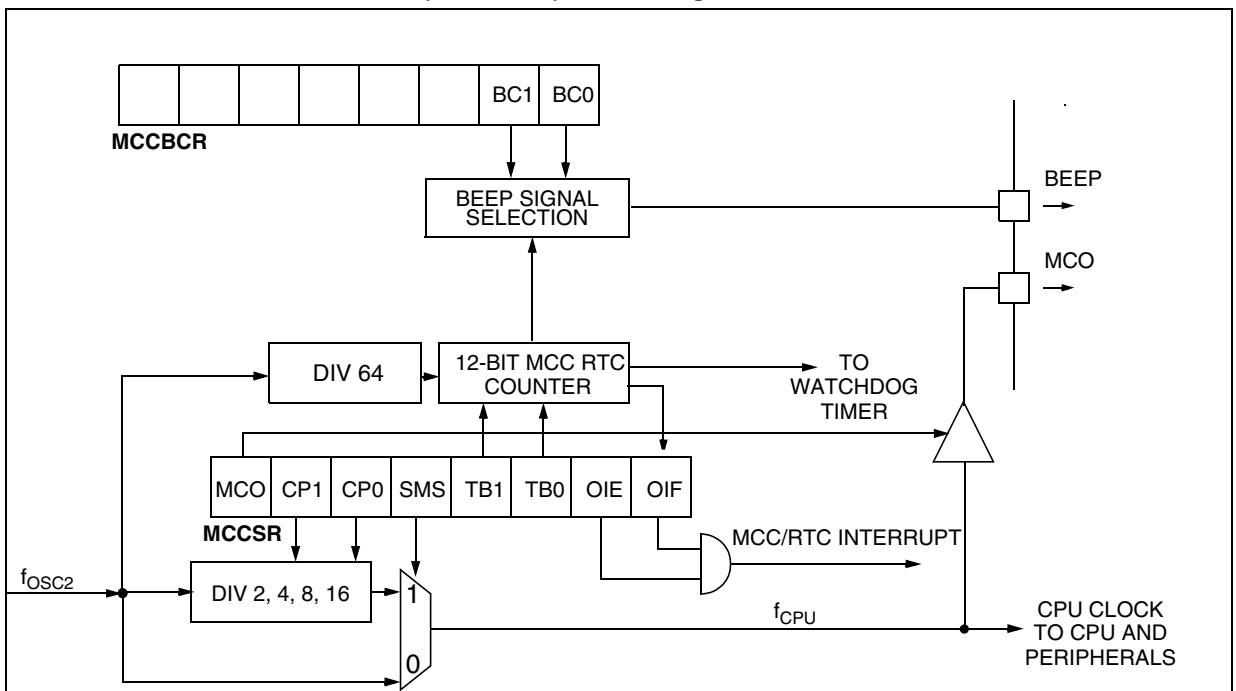 BC1 BC0
MCCBCR
BEEP SIGNAL
SELECTION
BEEP
MCO
DIV 64
12-BIT MCC RTC
COUNTER
TO
WATCHDOG
TIMER
MCO CP1 CP0 SMS TB1 TB0 OIE OIF
MCCSR
MCC/RTC INTERRUPT
fOSC2
DIV 2, 4, 8, 16
1
0
fCPU
CPU CLOCK
TO CPU AND
PERIPHERALS